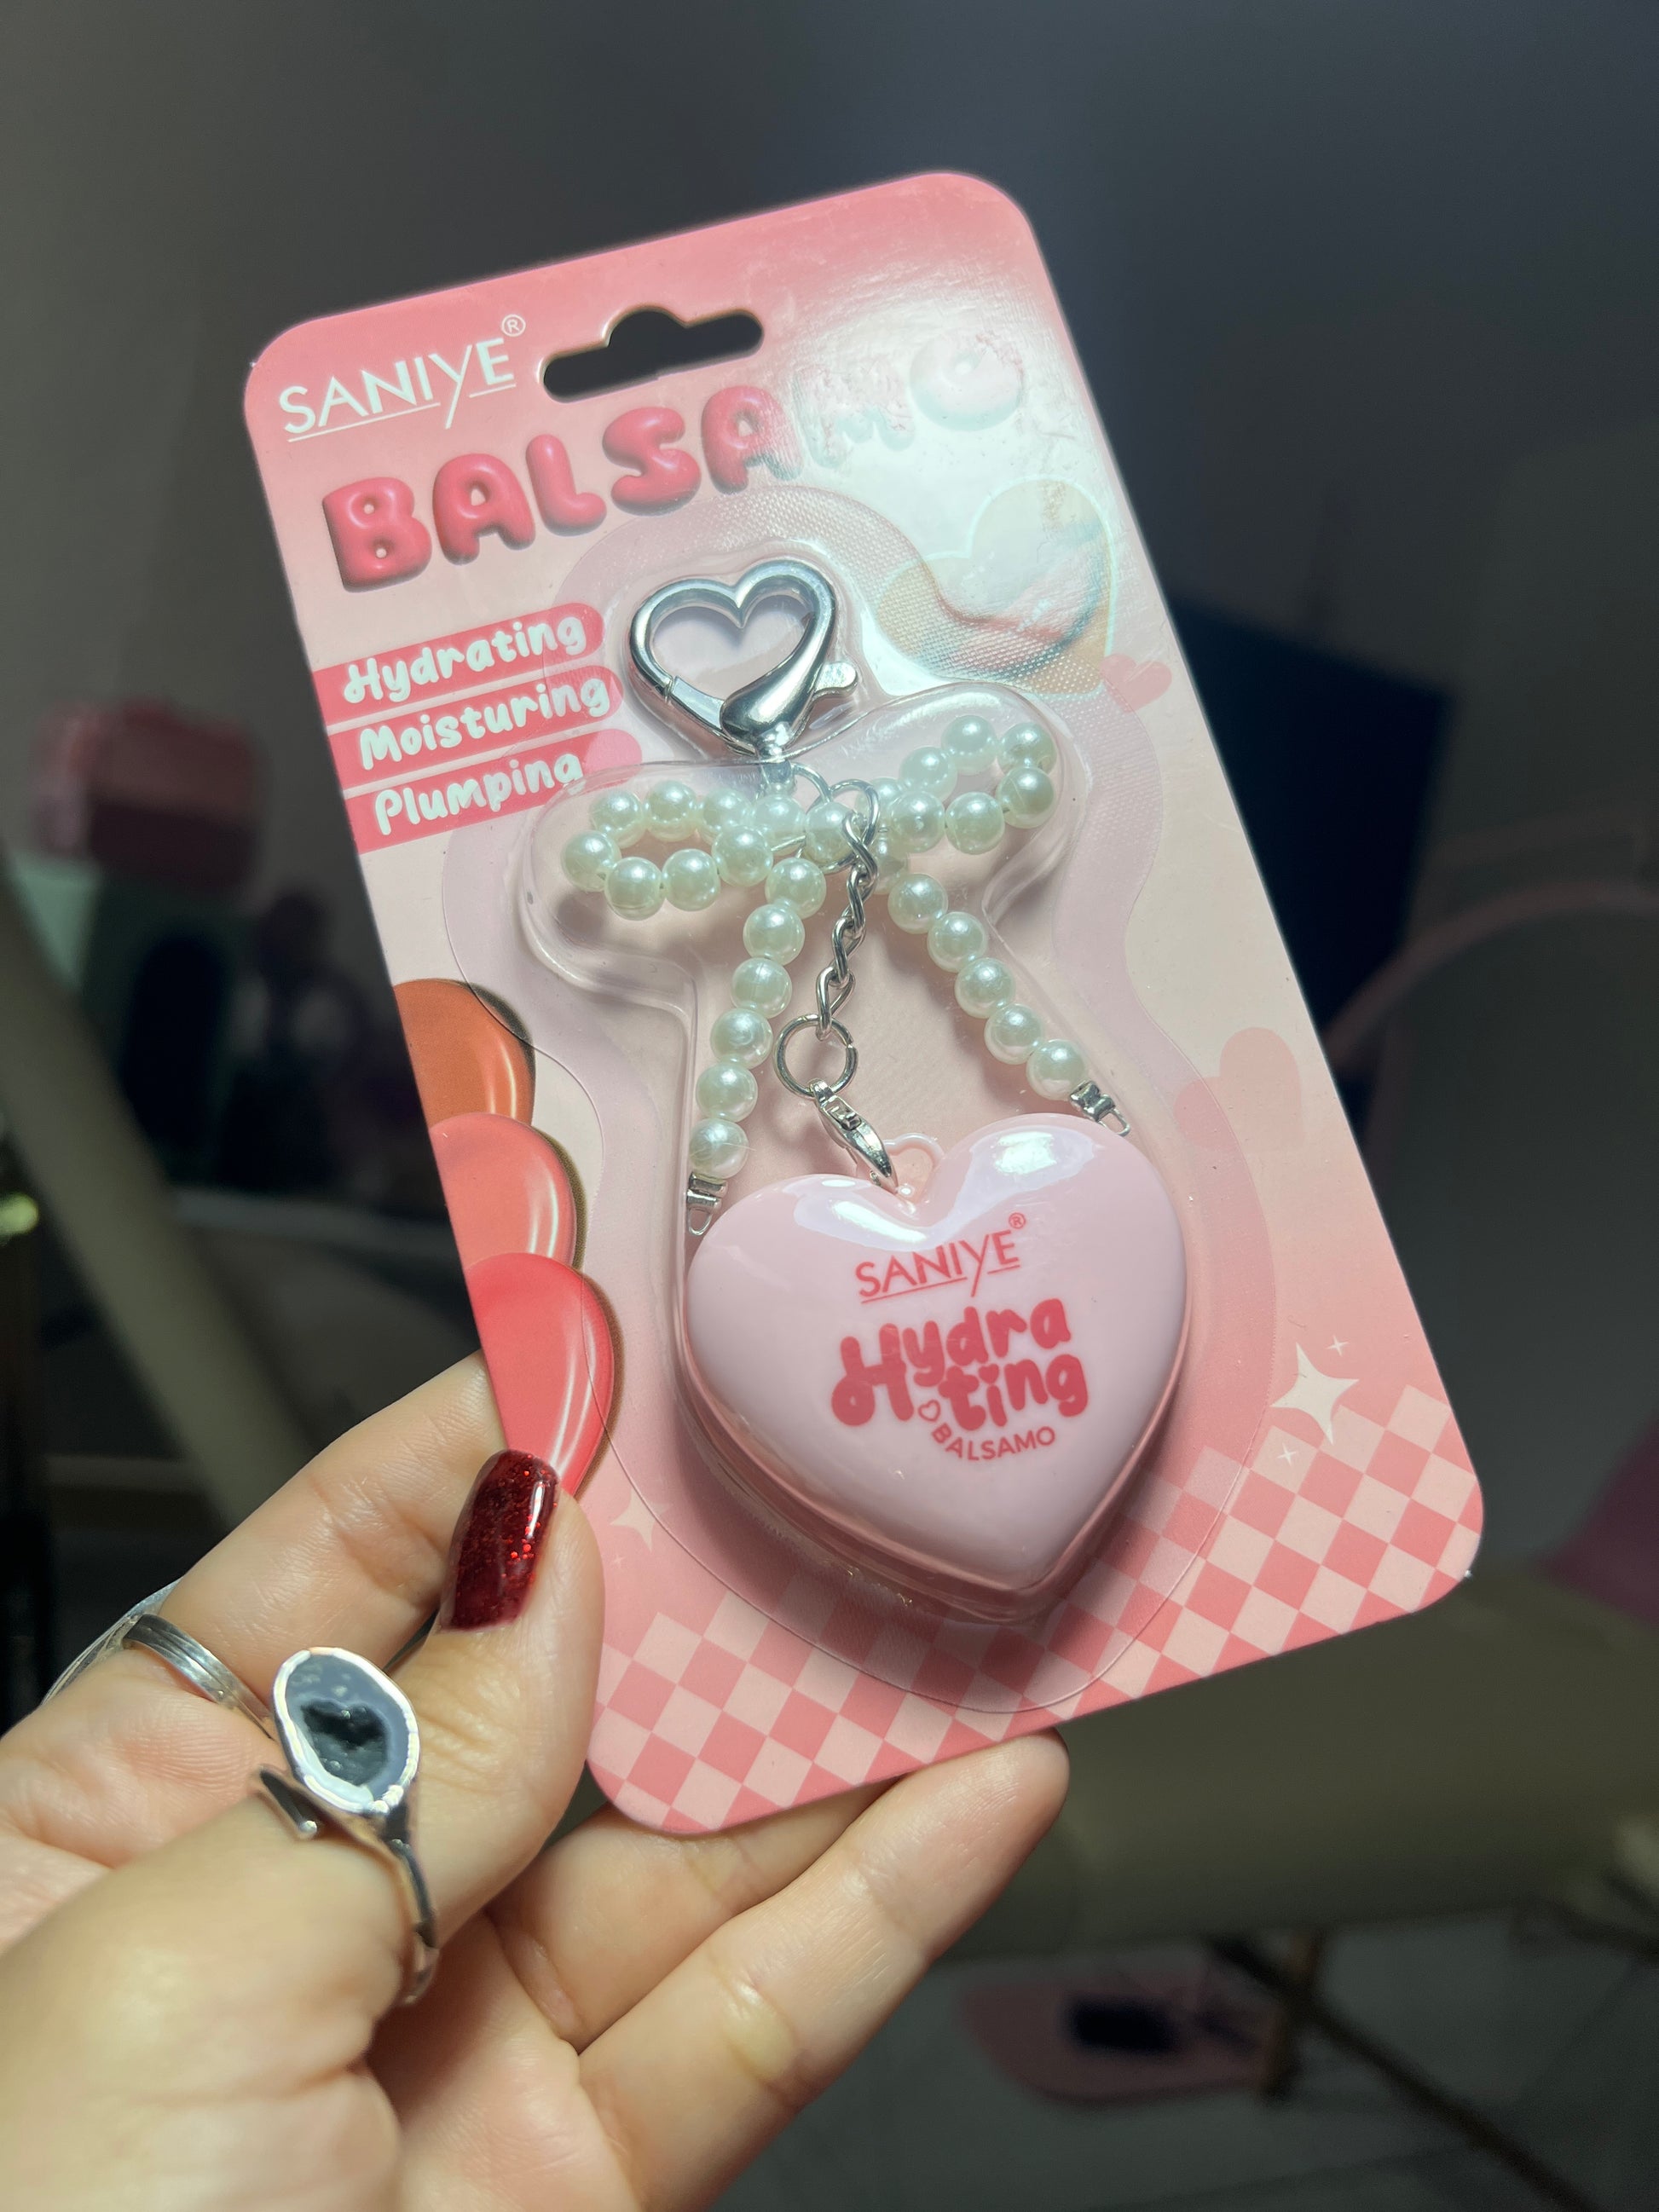 SANIYE®
BALSAMO
Hydrating
Moisturing
Plumping
SANIYE®
Hydra
ting
BALSAMO